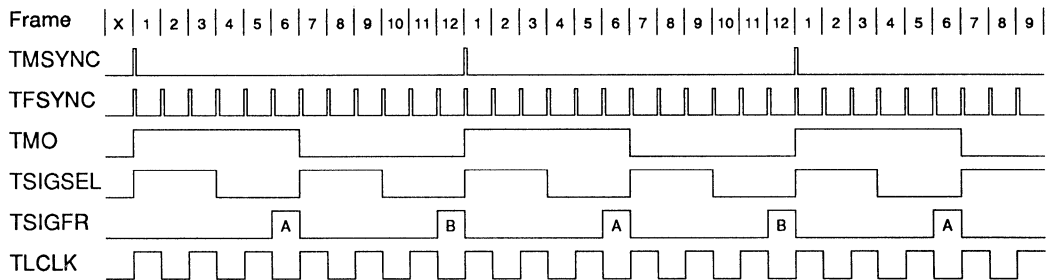 Frame X 1 2 3 4 5 6 7 8 9 10 11 12 1 2 3 4 5 6 7 8 9 10 11 12 1 2 3 4 5 6 7 8 9
TMSYNC
TFSYNC
TMO
TSIGSEL
TSIGFR A B A B A
TLCLK